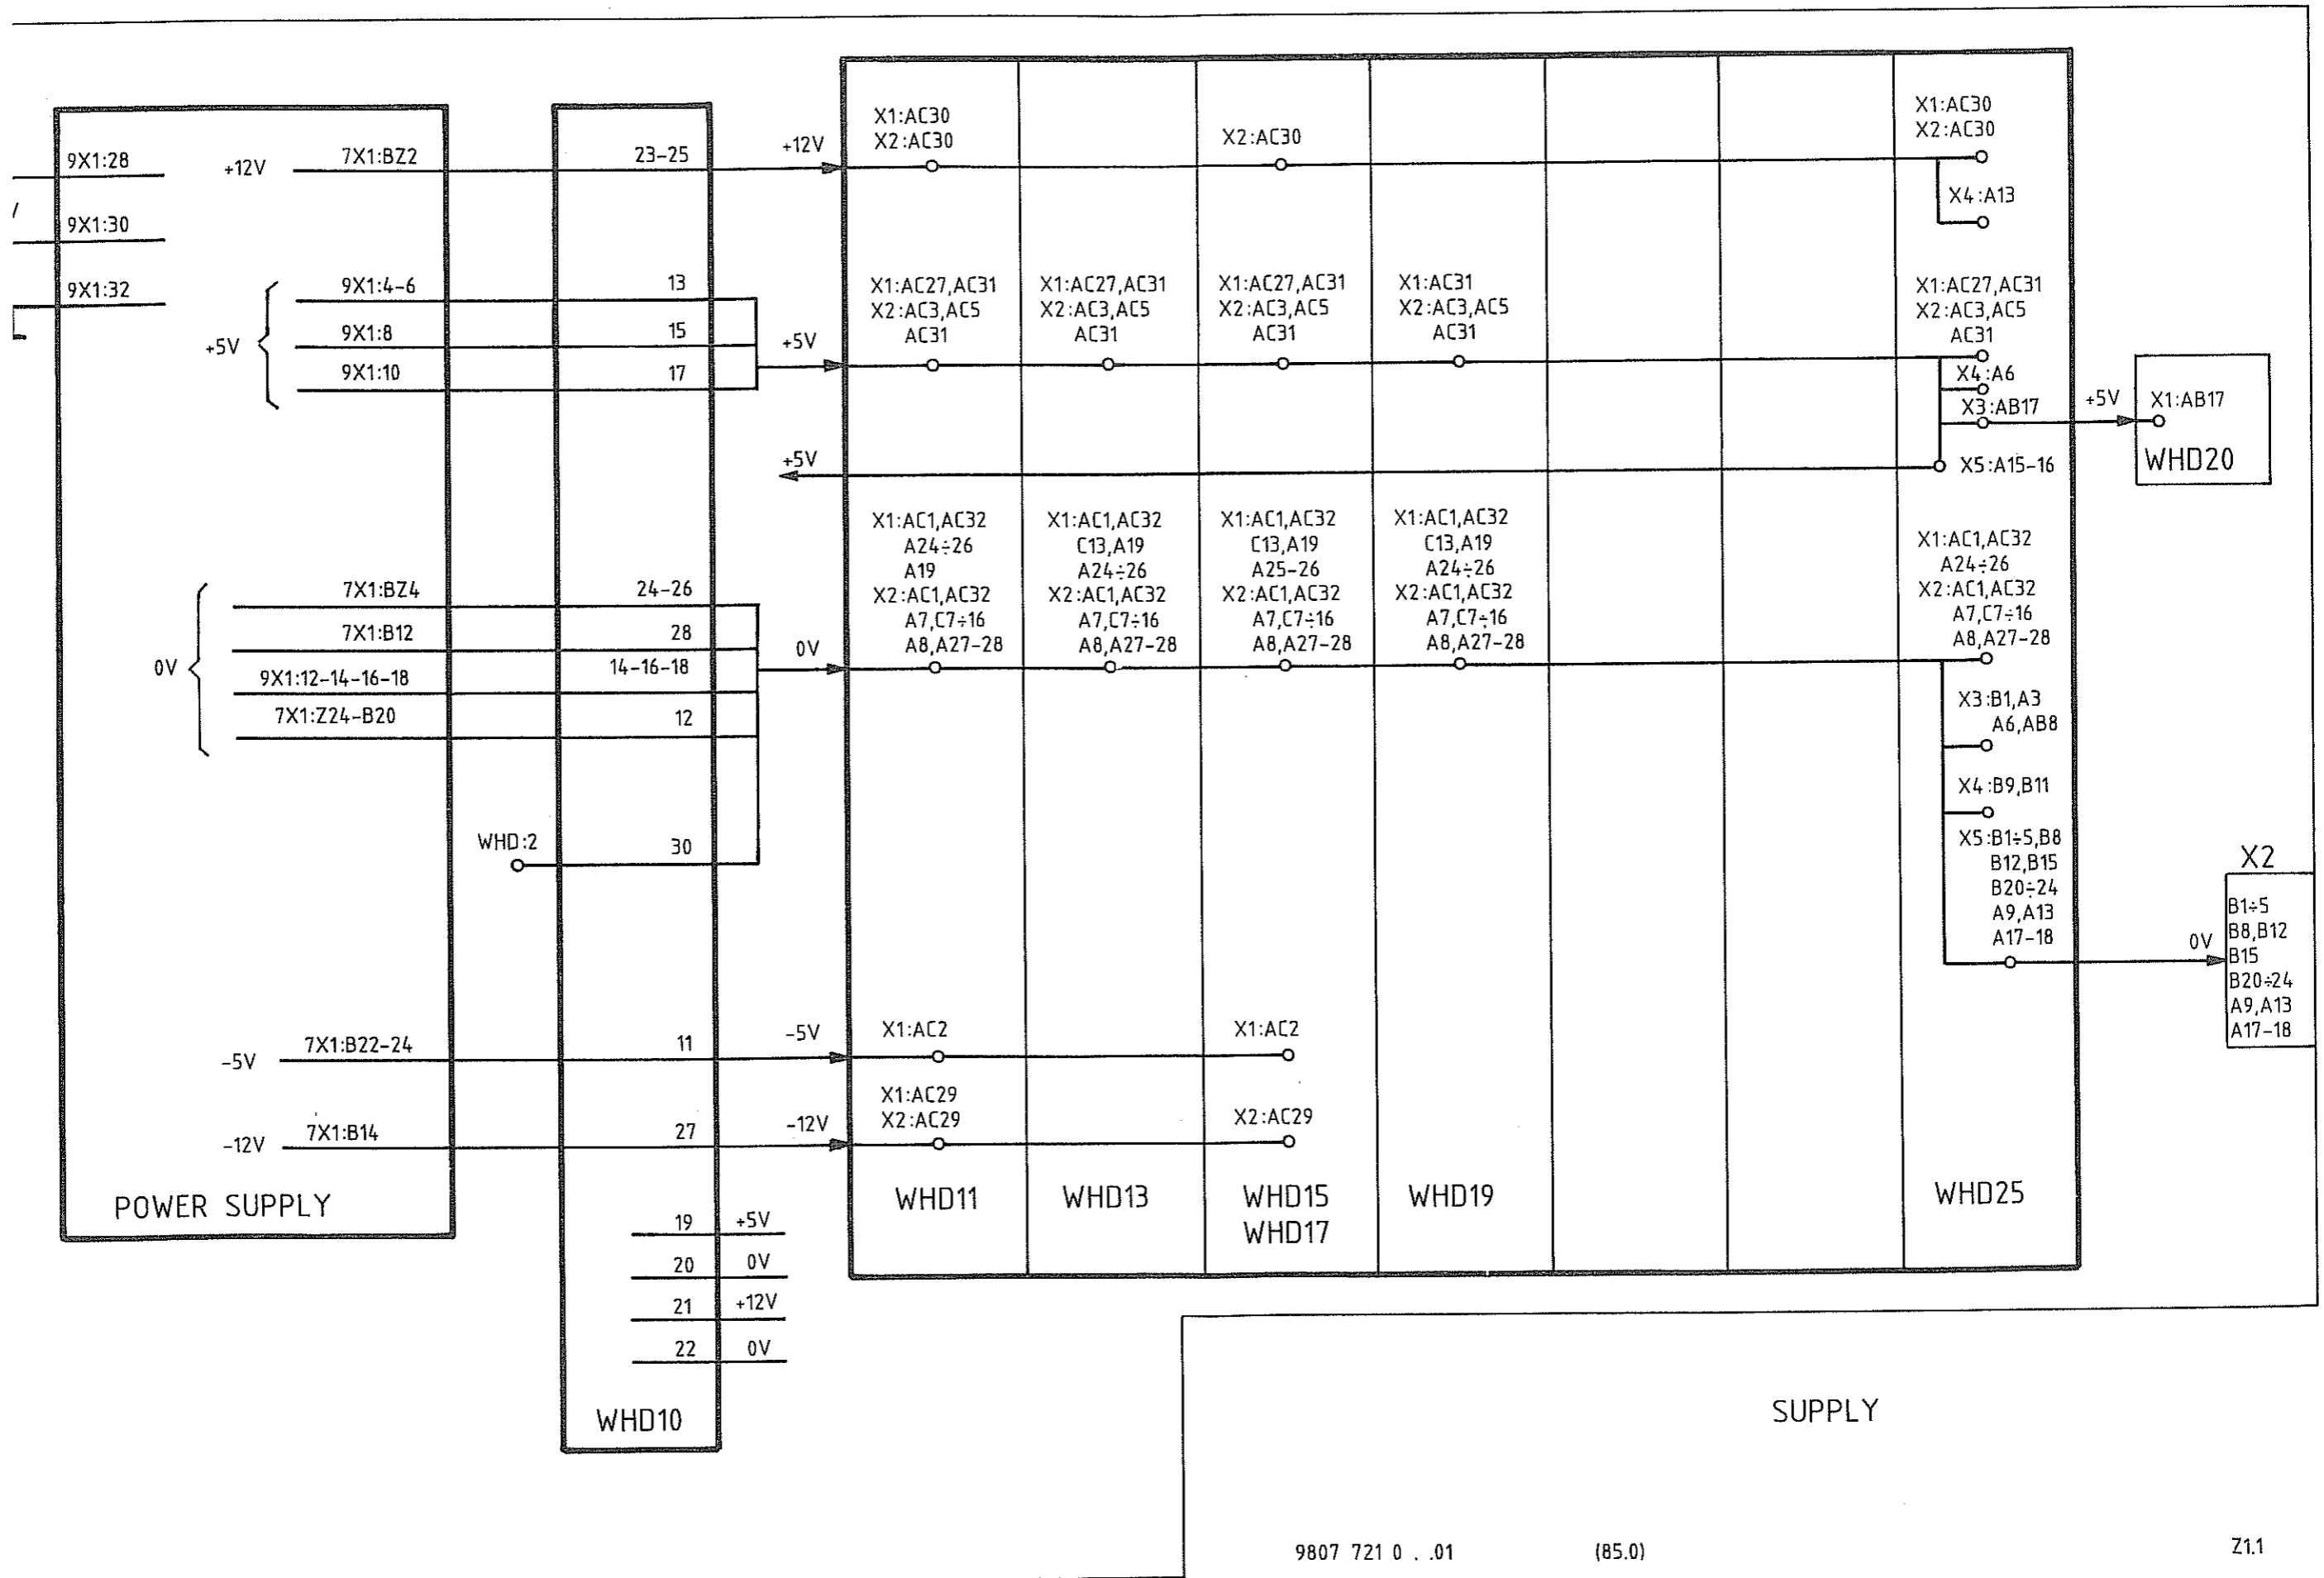 9X1:28
+12V
7X1:BZ2
23-25
+12V
9X1:30
9X1:32
9X1:4-6
13
9X1:8
15
+5V
9X1:10
17
+5V
+5V
7X1:BZ4
24-26
7X1:B12
28
0V
9X1:12-14-16-18
14-16-18
0V
7X1:Z24-B20
12
WHD:2
30
-5V
7X1:B22-24
11
-5V
-12V
7X1:B14
27
-12V
POWER SUPPLY
19 +5V
20 0V
21 +12V
22 0V
WHD10
X1:AC30
X2:AC30
X1:AC27,AC31
X2:AC3,AC5
AC31
X1:AC1,AC32
A24÷26
A19
X2:AC1,AC32
A7,C7÷16
A8,A27-28
X1:AC2
X1:AC29
X2:AC29
WHD11
X1:AC27,AC31
X2:AC3,AC5
AC31
X1:AC1,AC32
C13,A19
A24÷26
X2:AC1,AC32
A7,C7÷16
A8,A27-28
WHD13
X2:AC30
X1:AC27,AC31
X2:AC3,AC5
AC31
X1:AC1,AC32
C13,A19
A25-26
X2:AC1,AC32
A7,C7÷16
A8,A27-28
X1:AC2
X2:AC29
WHD15
WHD17
X1:AC31
X2:AC3,AC5
AC31
X1:AC1,AC32
C13,A19
A24÷26
X2:AC1,AC32
A7,C7÷16
A8,A27-28
WHD19
X1:AC30
X2:AC30
X4:A13
X1:AC27,AC31
X2:AC3,AC5
AC31
X4:A6
X3:AB17
X5:A15-16
X1:AC1,AC32
A24÷26
X2:AC1,AC32
A7,C7÷16
A8,A27-28
X3:B1,A3
A6,AB8
X4:B9,B11
X5:B1÷5,B8
B12,B15
B20÷24
A9,A13
A17-18
WHD25
+5V
X1:AB17
WHD20
0V
X2
B1÷5
B8,B12
B15
B20÷24
A9,A13
A17-18
SUPPLY
9807 721 0 . .01 (85.0) Z1.1